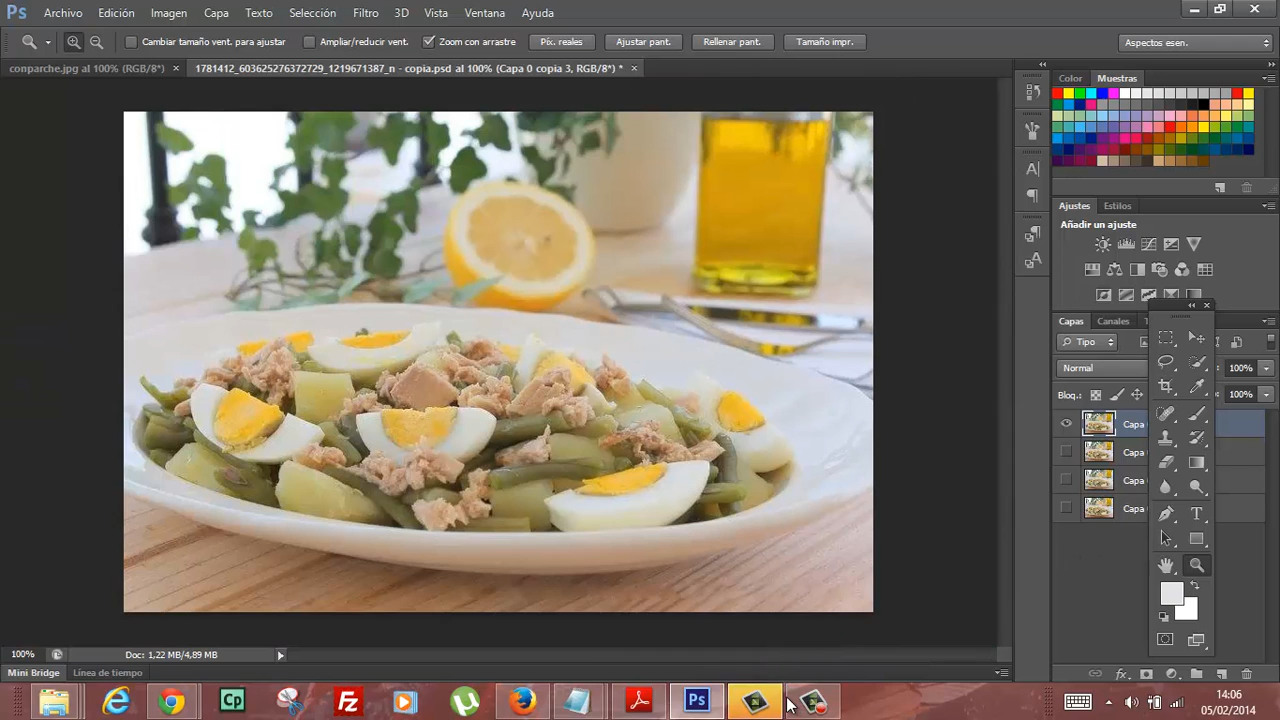 Ps Archivo Edición Imagen Capa Texto Selección Filtro 3D Vista Ventana Ayuda
Cambiar tamaño vent. para ajustar Ampliar/reducir vent. Zoom con arrastre Píx. reales Ajustar pant. Rellenar pant. Tamaño impr. Aspectos esen.
conparche.jpg al 100% (RGB/8*) × 1781412_603625276372729_1219671387_n - copia.psd al 100% (Capa 0 copia 3, RGB/8*) * ×
Color Muestras
Ajustes Estilos
Añadir un ajuste
Capas Canales
Tipo
Normal 100%
Bloq.: 100%
Capa
Capa
Capa
Capa
100% Doc: 1,22 MB/4,89 MB
Mini Bridge Línea de tiempo
Cp Fz Ps
14:06
05/02/2014